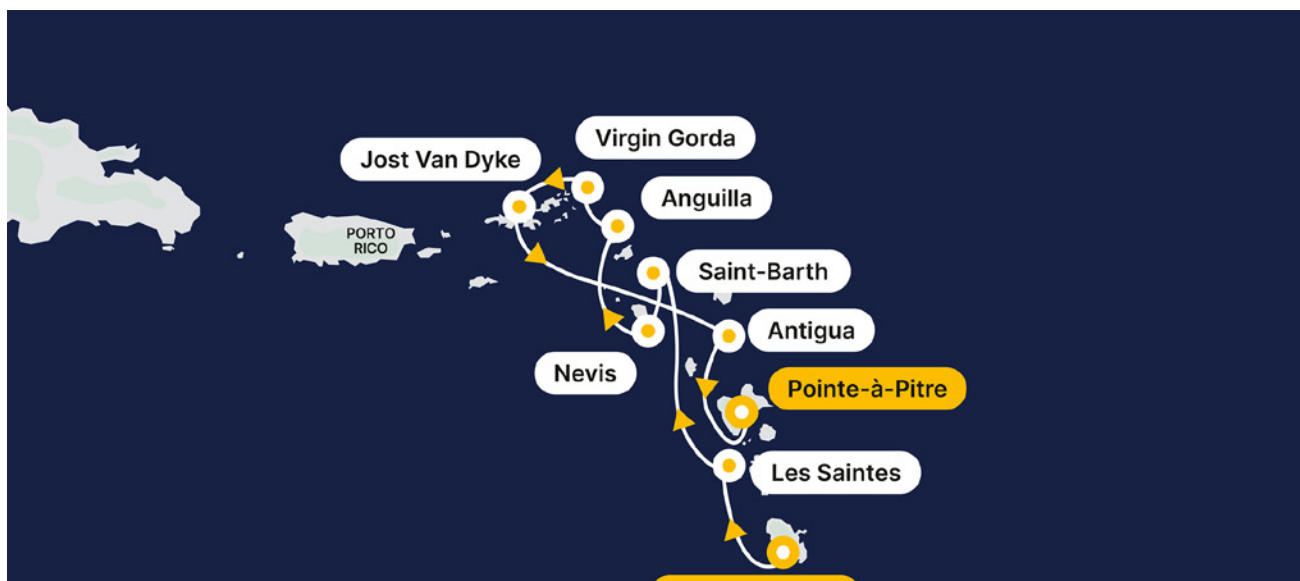 Virgin Gorda
Jost Van Dyke
Anguilla
PORTO
RICO
Saint-Barth
Antigua
Nevis
Pointe-à-Pitre
Les Saintes